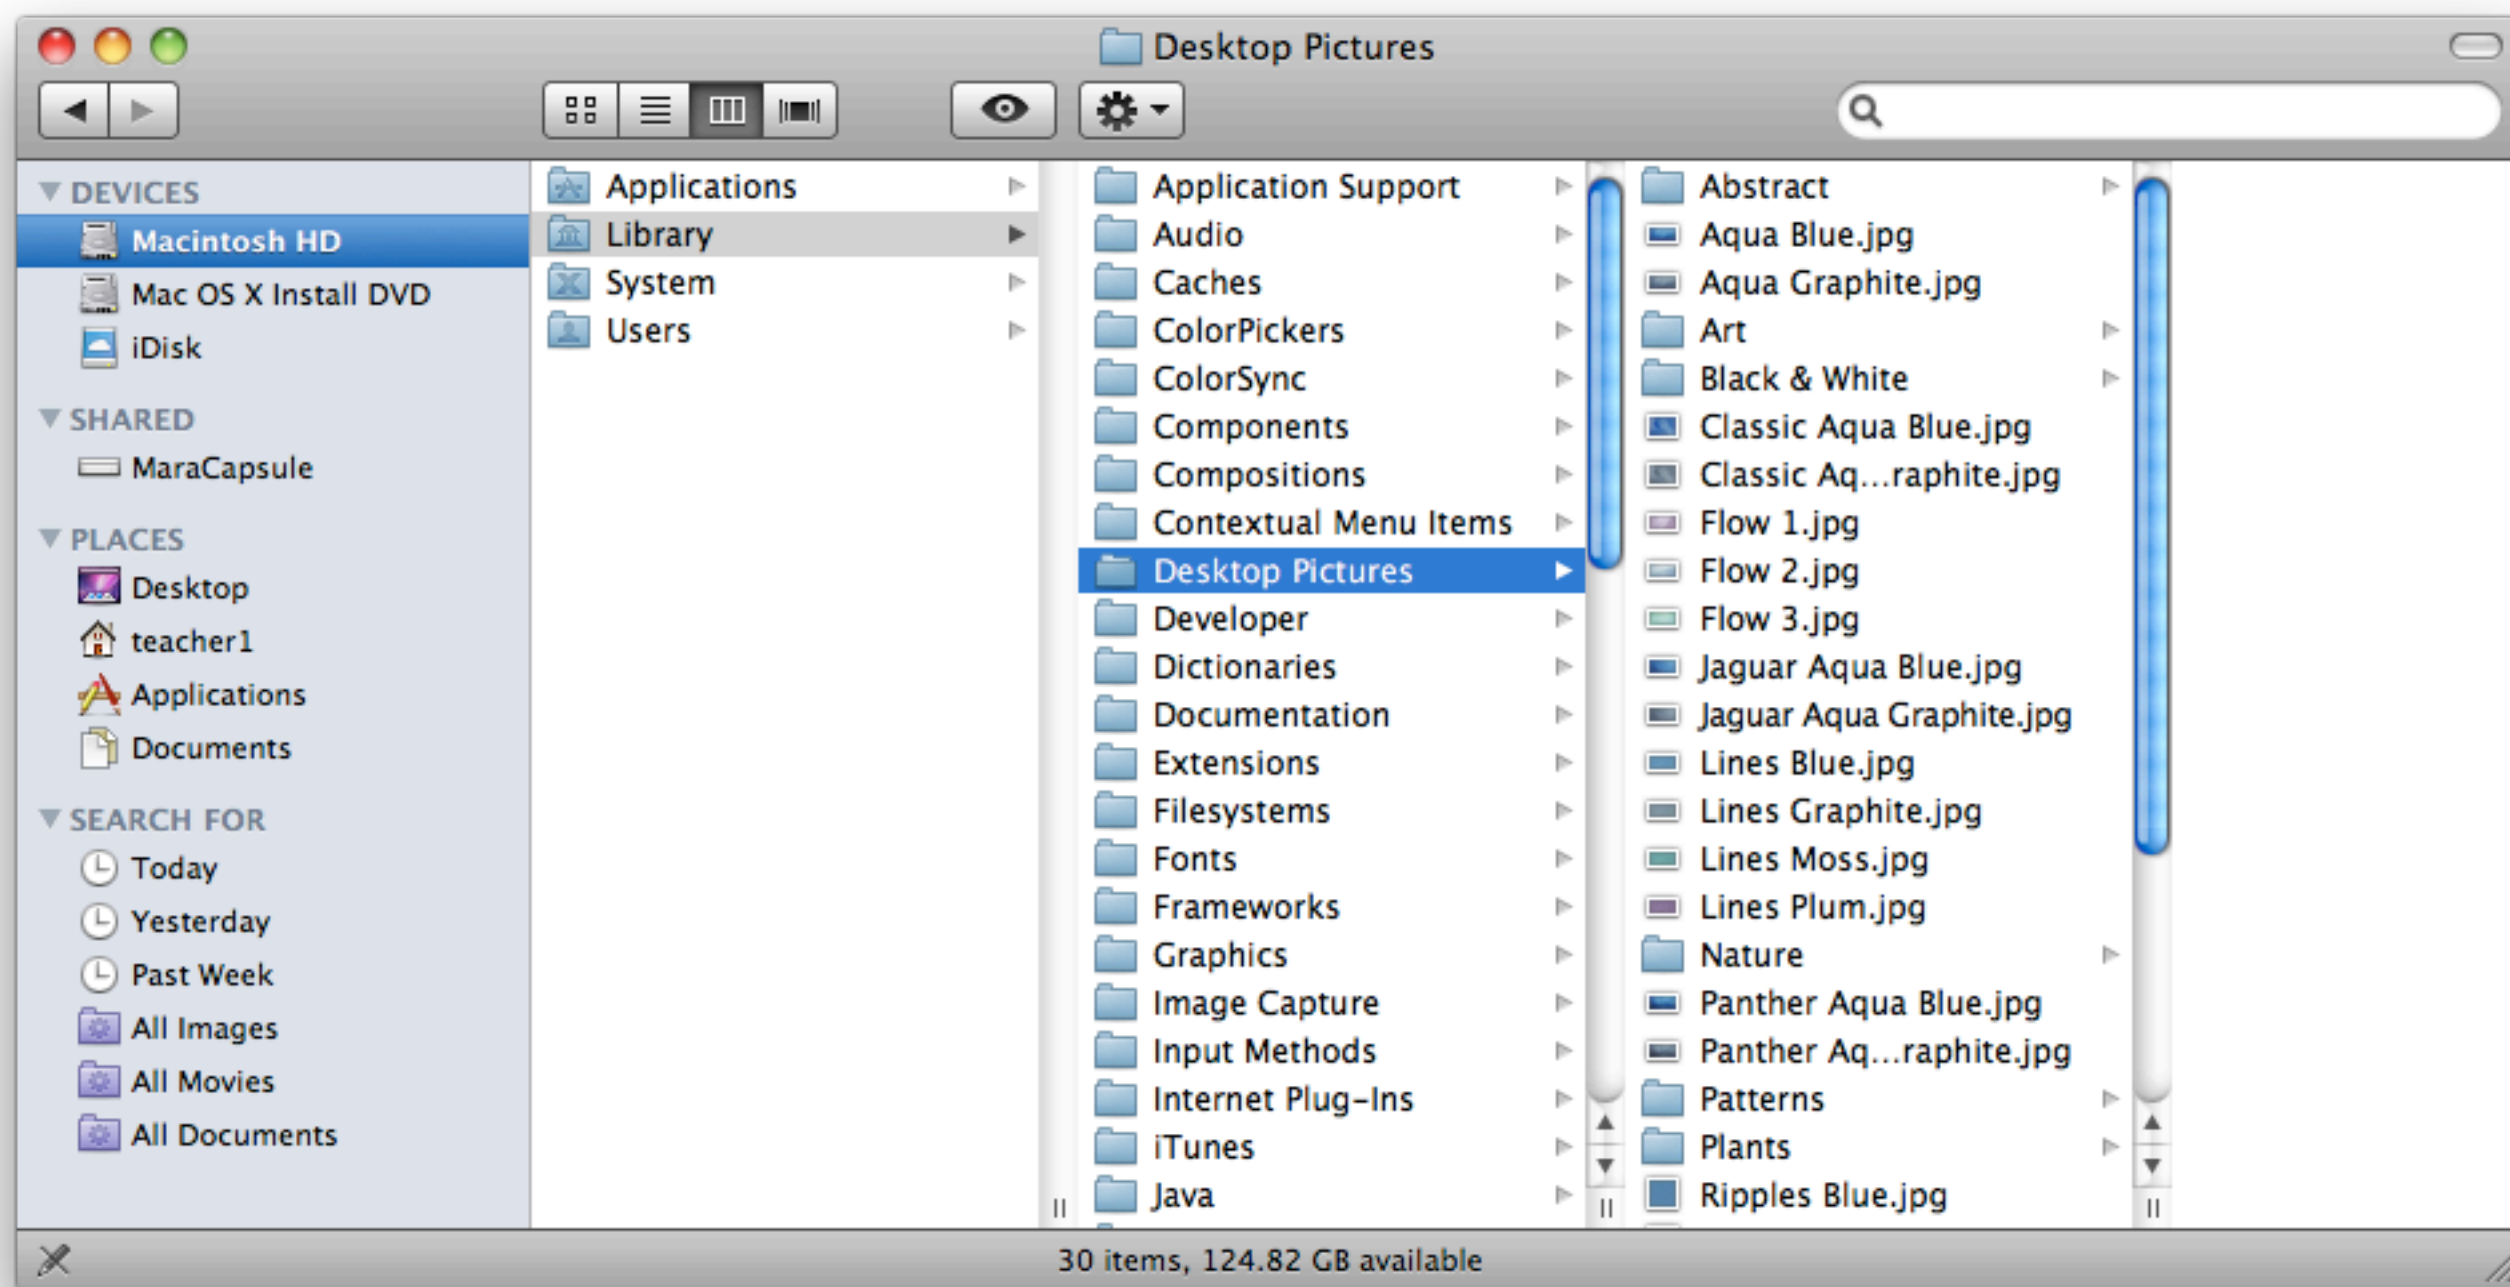 Desktop Pictures
DEVICES
Macintosh HD
Mac OS X Install DVD
iDisk
SHARED
MaraCapsule
PLACES
Desktop
teacher1
Applications
Documents
SEARCH FOR
Today
Yesterday
Past Week
All Images
All Movies
All Documents
Applications
Library
System
Users
Application Support
Audio
Caches
ColorPickers
ColorSync
Components
Compositions
Contextual Menu Items
Desktop Pictures
Developer
Dictionaries
Documentation
Extensions
Filesystems
Fonts
Frameworks
Graphics
Image Capture
Input Methods
Internet Plug-Ins
iTunes
Java
Abstract
Aqua Blue.jpg
Aqua Graphite.jpg
Art
Black & White
Classic Aqua Blue.jpg
Classic Aq...raphite.jpg
Flow 1.jpg
Flow 2.jpg
Flow 3.jpg
Jaguar Aqua Blue.jpg
Jaguar Aqua Graphite.jpg
Lines Blue.jpg
Lines Graphite.jpg
Lines Moss.jpg
Lines Plum.jpg
Nature
Panther Aqua Blue.jpg
Panther Aq...raphite.jpg
Patterns
Plants
Ripples Blue.jpg
30 items, 124.82 GB available